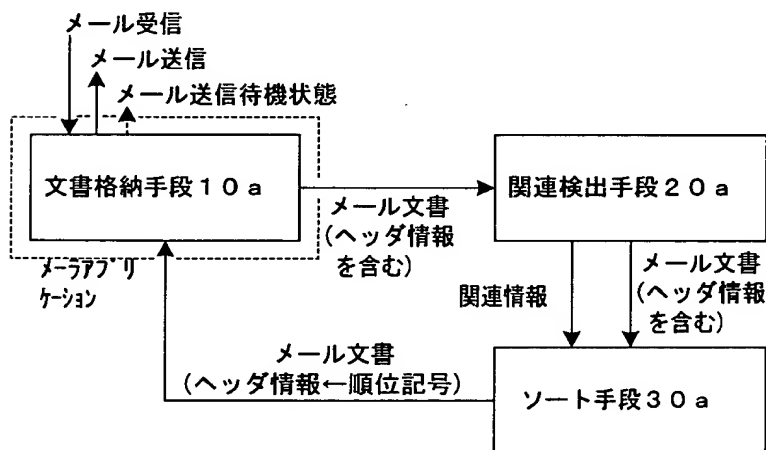 メール受信
メール送信
メール送信待機状態
文書格納手段10a
関連検出手段20a
メール文書
(ヘッダ情報
を含む)
メーラアプリ
ケーション
関連情報
メール文書
(ヘッダ情報
を含む)
メール文書
(ヘッダ情報←順位記号)
ソート手段30a